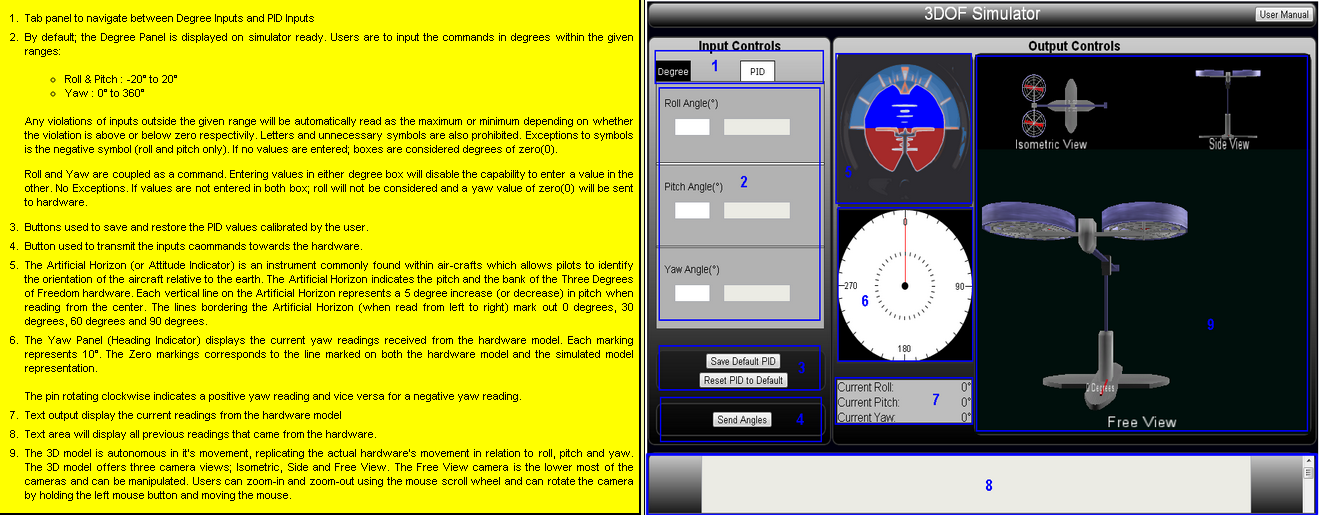 1. Tab panel to navigate between Degree Inputs and PID Inputs
2. By default; the Degree Panel is displayed on simulator ready. Users are to input the commands in degrees within the given
ranges:
Roll & Pitch : -20° to 20°
Yaw : 0° to 360°
Any violations of inputs outside the given range will be automatically read as the maximum or minimum depending on whether
the violation is above or below zero respectivily. Letters and unnecessary symbols are also prohibited. Exceptions to symbols
is the negative symbol (roll and pitch only). If no values are entered; boxes are considered degrees of zero(0).
Roll and Yaw are coupled as a command. Entering values in either degree box will disable the capability to enter a value in the
other. No Exceptions. If values are not entered in both box; roll will not be considered and a yaw value of zero(0) will be sent
to hardware.
3. Buttons used to save and restore the PID values calibrated by the user.
4. Button used to transmit the inputs caommands towards the hardware.
5. The Artificial Horizon (or Attitude Indicator) is an instrument commonly found within air-crafts which allows pilots to identify
the orientation of the aircraft relative to the earth. The Artificial Horizon indicates the pitch and the bank of the Three Degrees
of Freedom hardware. Each vertical line on the Artificial Horizon represents a 5 degree increase (or decrease) in pitch when
reading from the center. The lines bordering the Artificial Horizon (when read from left to right) mark out 0 degrees, 30
degrees, 60 degrees and 90 degrees.
6. The Yaw Panel (Heading Indicator) displays the current yaw readings received from the hardware model. Each marking
represents 10°. The Zero markings corresponds to the line marked on both the hardware model and the simulated model
representation.
The pin rotating clockwise indicates a positive yaw reading and vice versa for a negative yaw reading.
7. Text output display the current readings from the hardware model
8. Text area will display all previous readings that came from the hardware.
9. The 3D model is autonomous in it's movement, replicating the actual hardware's movement in relation to roll, pitch and yaw.
The 3D model offers three camera views; Isometric, Side and Free View. The Free View camera is the lower most of the
cameras and can be manipulated. Users can zoom-in and zoom-out using the mouse scroll wheel and can rotate the camera
by holding the left mouse button and moving the mouse.
3DOF Simulator
User Manual
Input Controls
Degree
1
PID
Roll Angle(°)
Pitch Angle(°)
2
Yaw Angle(°)
Save Default PID
3
Reset PID to Default
Send Angles
4
Output Controls
5
0
270
90
6
180
Current Roll: 0°
Current Pitch: 0°
7
Current Yaw: 0°
Isometric View
Side View
9
0 Degrees
Free View
8